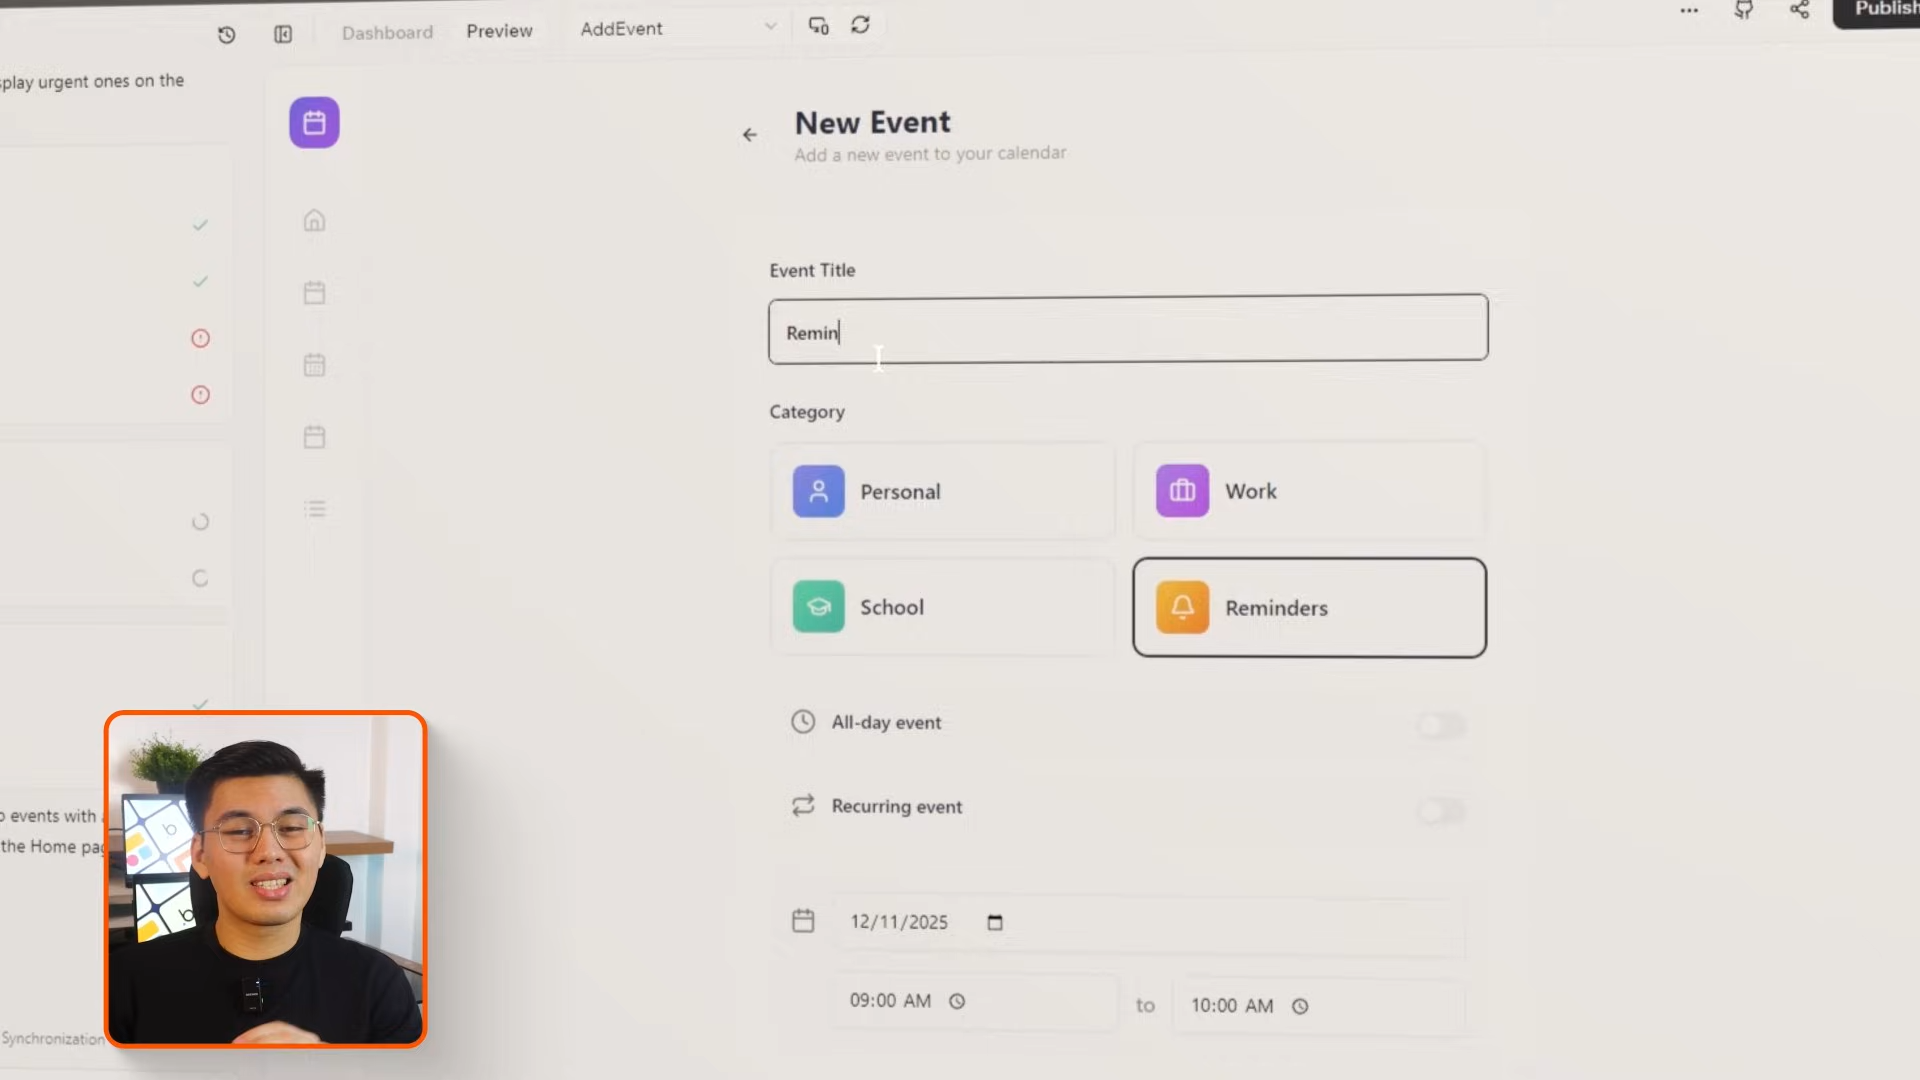 Dashboard
Preview
AddEvent
Publish
splay urgent ones on the
New Event
Add a new event to your calendar
Event Title
Remin
Category
Personal
Work
School
Reminders
All-day event
Recurring event
o events with
the Home pag
12/11/2025
09:00 AM
to
10:00 AM
Synchronization
b
b